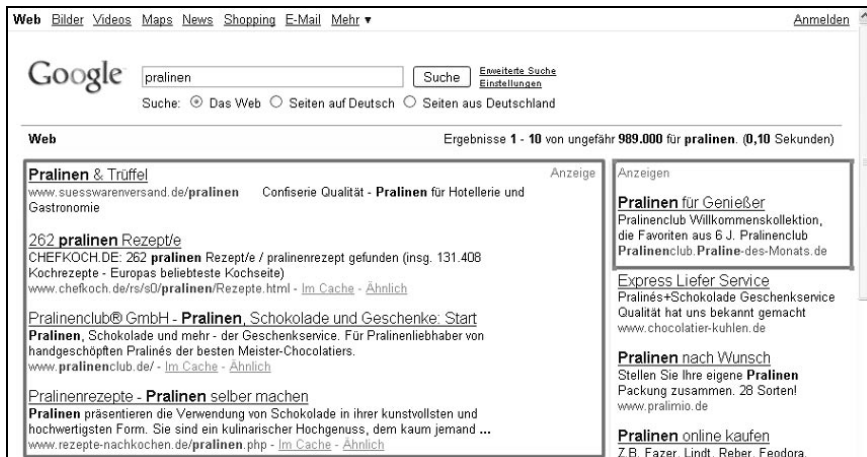 Web Bilder Videos Maps News Shopping E-Mail Mehr ▼ Anmelden
Google pralinen Suche Erweiterte Suche
Einstellungen
Suche: Das Web Seiten auf Deutsch Seiten aus Deutschland
Web Ergebnisse 1 - 10 von ungefähr 989.000 für pralinen. (0,10 Sekunden)
Pralinen & Trüffel Anzeige
www.suesswarenversand.de/pralinen Confiserie Qualität - Pralinen für Hotellerie und
Gastronomie
262 pralinen Rezept/e
CHEFKOCH.DE: 262 pralinen Rezept/e / pralinenrezept gefunden (insg. 131.408
Kochrezepte - Europas beliebteste Kochseite)
www.chefkoch.de/rs/s0/pralinen/Rezepte.html - Im Cache - Ähnlich
Pralinenclub® GmbH - Pralinen, Schokolade und Geschenke: Start
Pralinen, Schokolade und mehr - der Geschenkservice. Für Pralinenliebhaber von
handgeschöpften Pralinés der besten Meister-Chocolatiers.
www.pralinenclub.de/ - Im Cache - Ähnlich
Pralinenrezepte - Pralinen selber machen
Pralinen präsentieren die Verwendung von Schokolade in ihrer kunstvollsten und
hochwertigsten Form. Sie sind ein kulinarischer Hochgenuss, dem kaum jemand ...
www.rezepte-nachkochen.de/pralinen.php - Im Cache - Ähnlich
Anzeigen
Pralinen für Genießer
Pralinenclub Willkommenskollektion,
die Favoriten aus 6 J. Pralinenclub
Pralinenclub.Praline-des-Monats.de
Express Liefer Service
Pralinés+Schokolade Geschenkservice
Qualität hat uns bekannt gemacht
www.chocolatier-kuhlen.de
Pralinen nach Wunsch
Stellen Sie Ihre eigene Pralinen
Packung zusammen. 28 Sorten!
www.pralimio.de
Pralinen online kaufen
Z.B. Fazer, Lindt, Reber, Feodora,